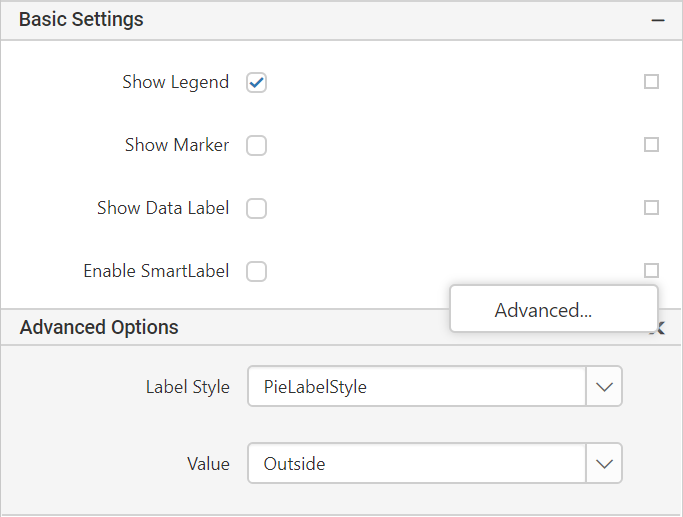 Basic Settings
Show Legend
Show Marker
Show Data Label
Enable SmartLabel
Advanced...
Advanced Options
Label Style PieLabelStyle
Value Outside